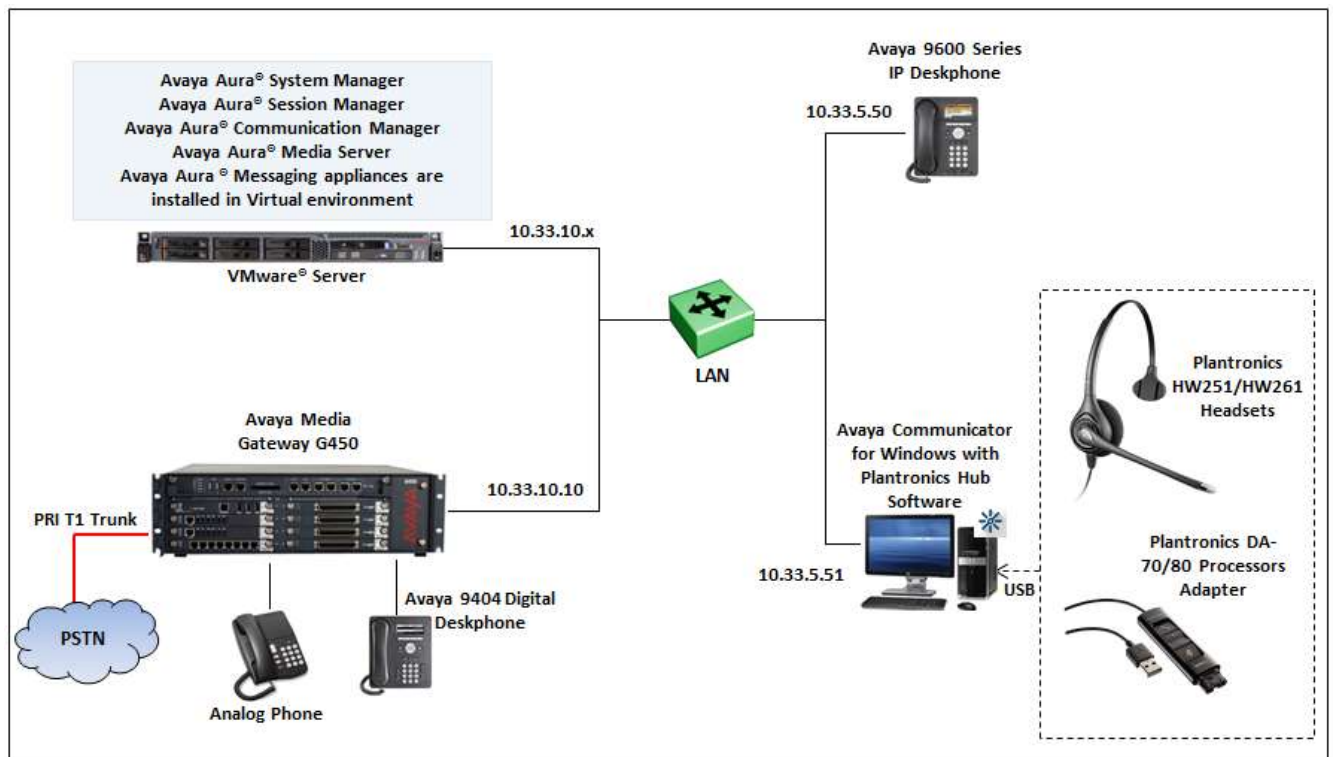 Avaya Aura® System Manager
Avaya Aura® Session Manager
Avaya Aura® Communication Manager
Avaya Aura® Media Server
Avaya Aura ® Messaging appliances are
installed in Virtual environment
VMware® Server
10.33.10.x
Avaya 9600 Series
IP Deskphone
10.33.5.50
LAN
Avaya Media
Gateway G450
AVAYA
10.33.10.10
PRI T1 Trunk
PSTN
Analog Phone
Avaya 9404 Digital
Deskphone
Avaya Communicator
for Windows with
Plantronics Hub
Software
10.33.5.51
USB
Plantronics
HW251/HW261
Headsets
Plantronics DA-
70/80 Processors
Adapter